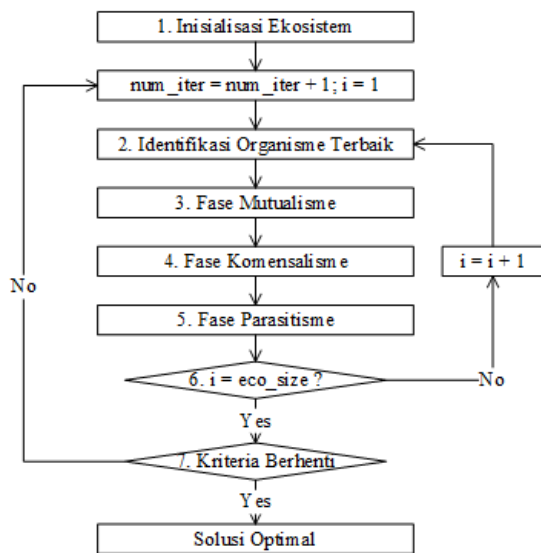 1. Inisialisasi Ekosistem
num_iter = num_iter + 1; i = 1
2. Identifikasi Organisme Terbaik
3. Fase Mutualisme
4. Fase Komensalisme
i = i + 1
No
5. Fase Parasitisme
6. i = eco_size ?
No
Yes
7. Kriteria Berhenti
Yes
Solusi Optimal